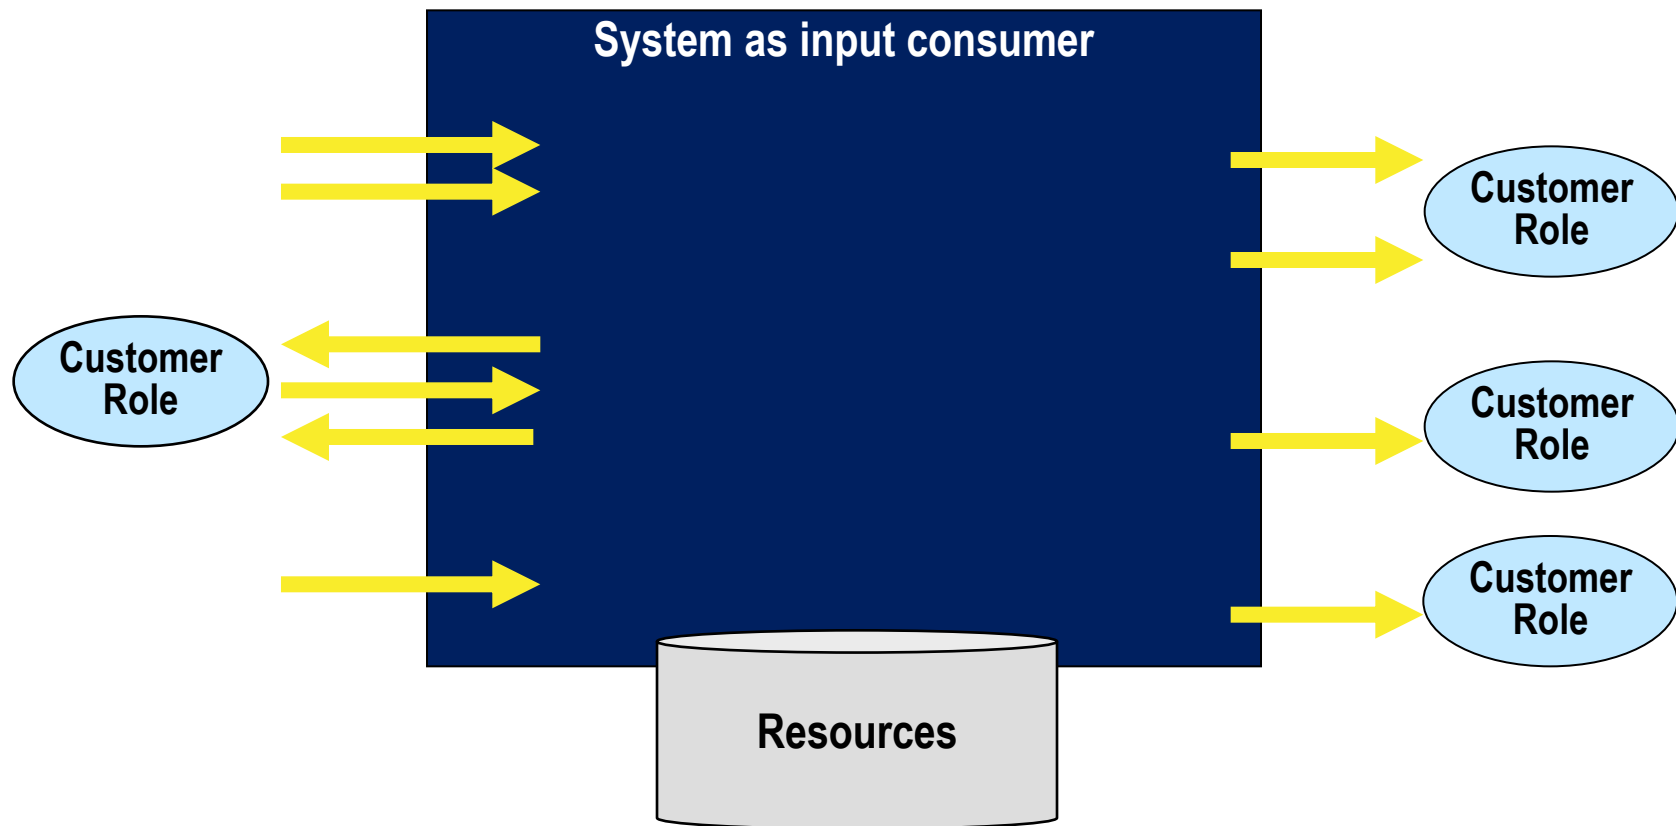 System as input consumer
Customer
Role
Customer
Role
Customer
Role
Customer
Role
Resources